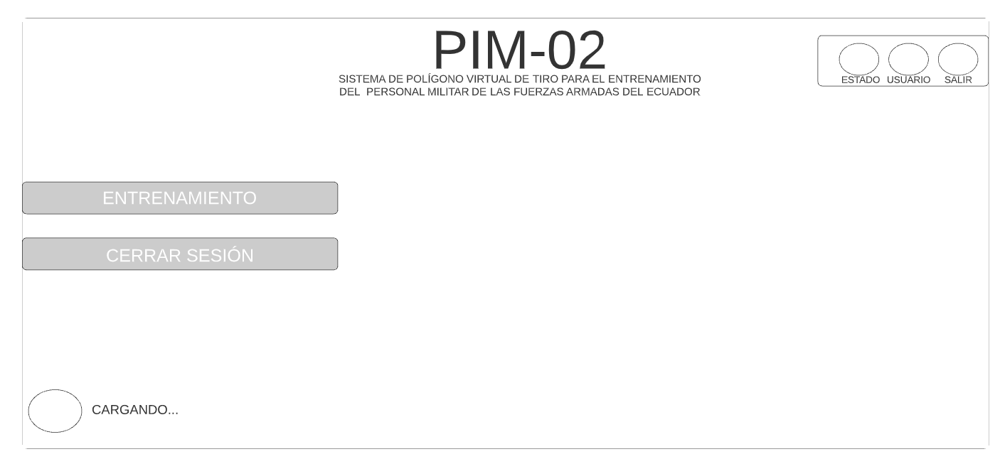 PIM-02
SISTEMA DE POLÍGONO VIRTUAL DE TIRO PARA EL ENTRENAMIENTO
DEL PERSONAL MILITAR DE LAS FUERZAS ARMADAS DEL ECUADOR
ESTADO USUARIO SALIR
ENTRENAMIENTO
CERRAR SESIÓN
CARGANDO...